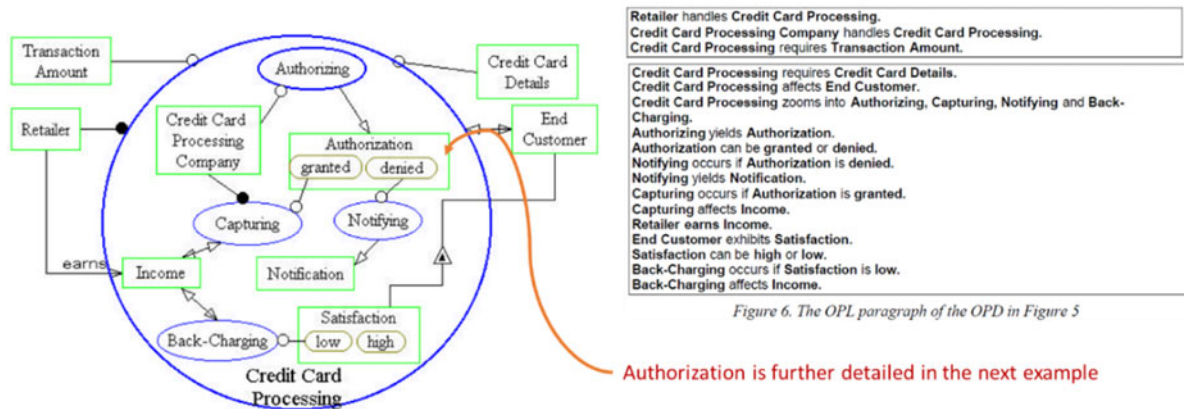 Transaction
Amount
Authorizing
Credit Card
Details
Retailer
Credit Card
Processing
Company
End
Customer
Authorization
granted
denied
Capturing
Notifying
earns
Income
Notification
Satisfaction
Back-Charging
low
high
Credit Card
Processing
Retailer handles Credit Card Processing.
Credit Card Processing Company handles Credit Card Processing.
Credit Card Processing requires Transaction Amount.
Credit Card Processing requires Credit Card Details.
Credit Card Processing affects End Customer.
Credit Card Processing zooms into Authorizing, Capturing, Notifying and Back-
Charging.
Authorizing yields Authorization.
Authorization can be granted or denied.
Notifying occurs if Authorization is denied.
Notifying yields Notification.
Capturing occurs if Authorization is granted.
Capturing affects Income.
Retailer earns Income.
End Customer exhibits Satisfaction.
Satisfaction can be high or low.
Back-Charging occurs if Satisfaction is low.
Back-Charging affects Income.
Figure 6. The OPL paragraph of the OPD in Figure 5
Authorization is further detailed in the next example